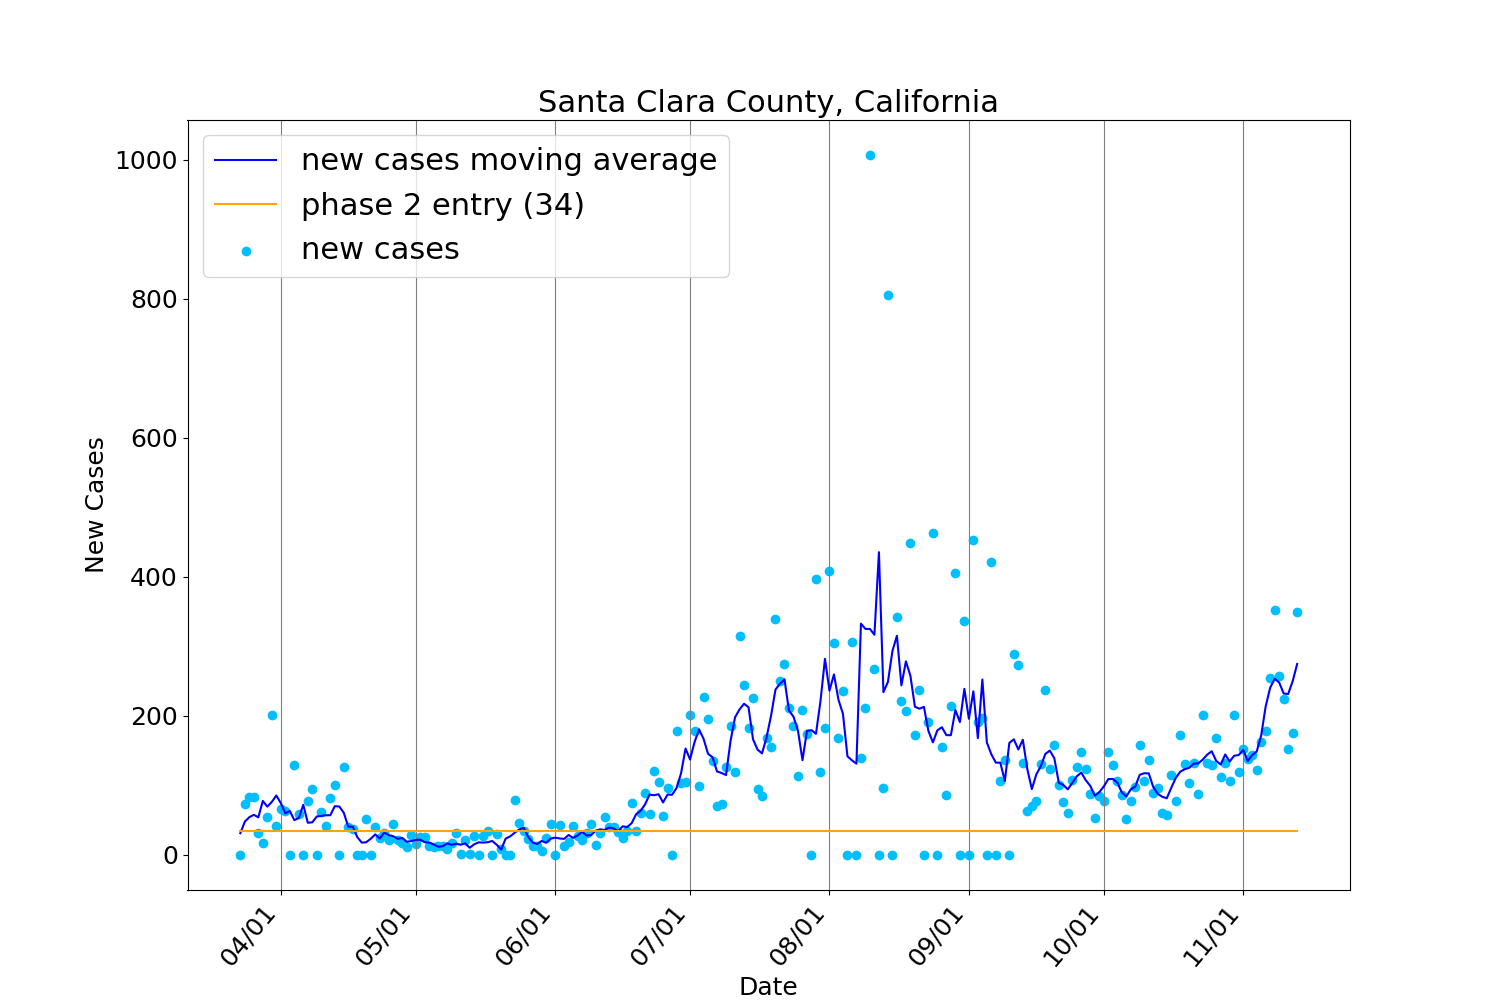 Santa Clara County, California
new cases moving average
phase 2 entry (34)
new cases
1000
800
600
400
200
0
New Cases
04/01
05/01
06/01
07/01
08/01
09/01
10/01
11/01
Date